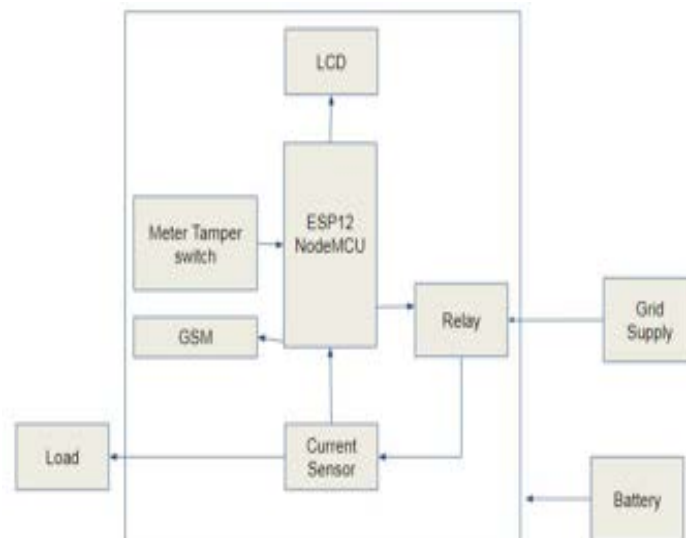 LCD
ESP12
NodeMCU
Meter Tamper
switch
GSM
Relay
Grid
Supply
Load
Current
Sensor
Battery